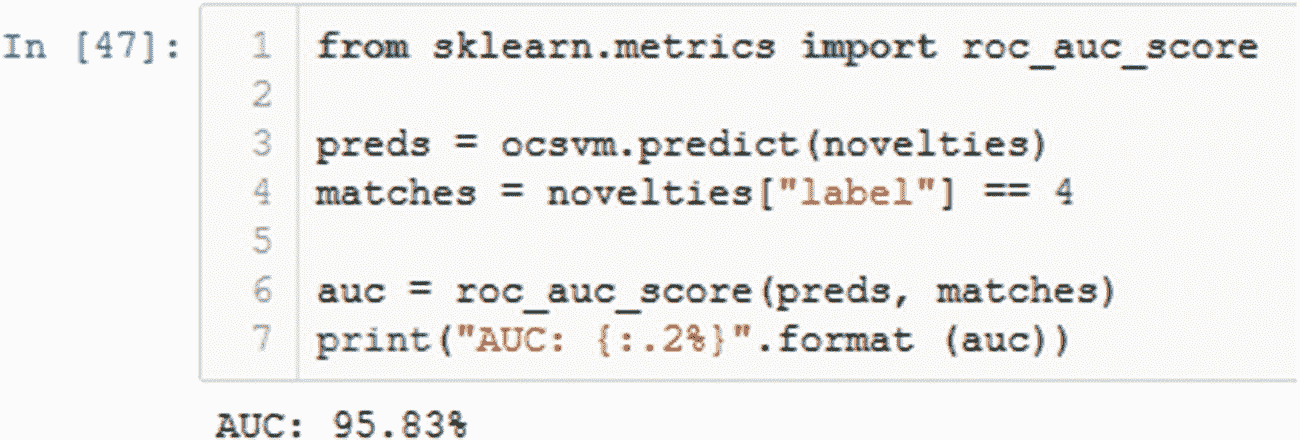 In [47]:
1 from sklearn.metrics import roc_auc_score
2
3 preds = ocsvm.predict(novelties)
4 matches = novelties["label"] == 4
5
6 auc = roc_auc_score(preds, matches)
7 print("AUC: {:.2%}".format (auc))
AUC: 95.83%